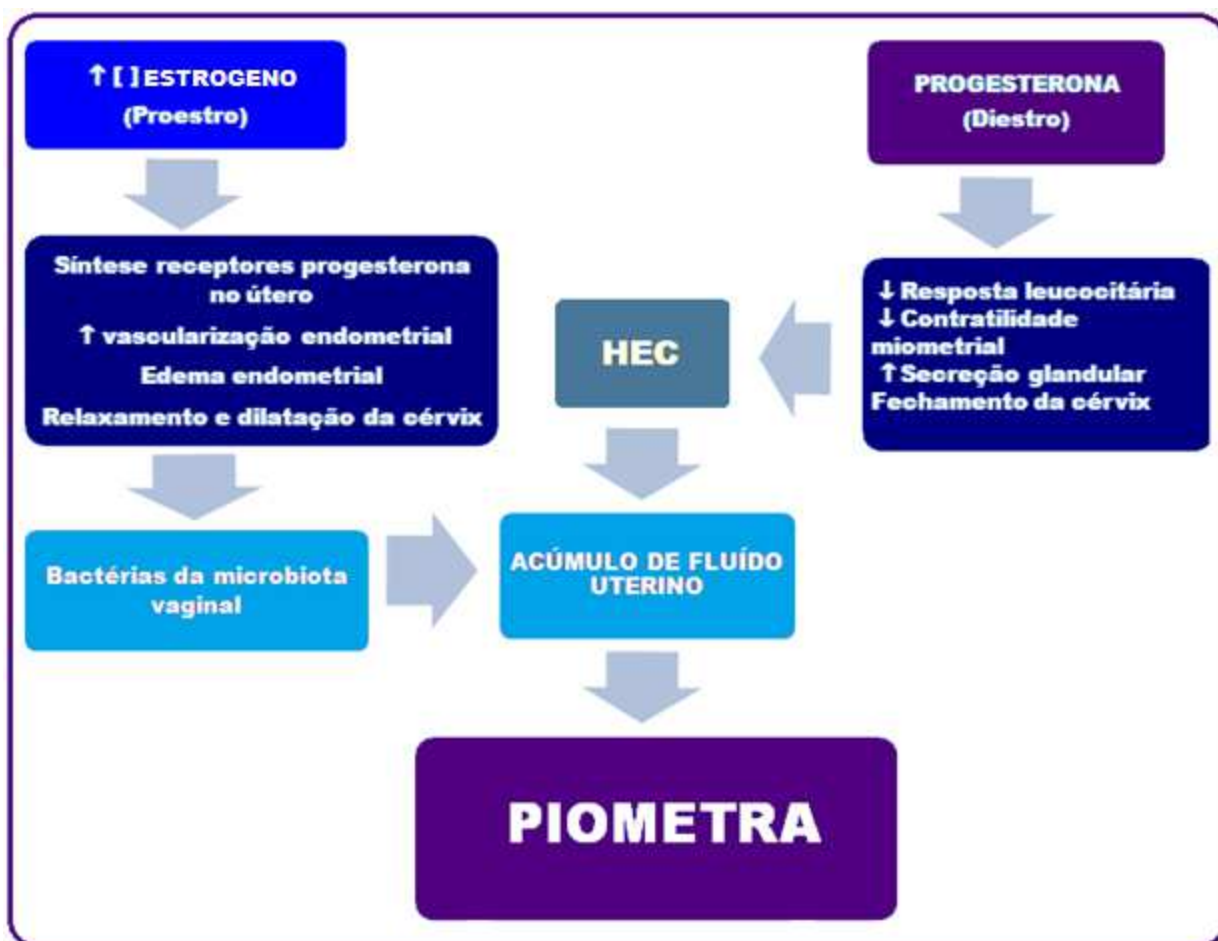 ↑ [ ] ESTROGENO
(Proestro)
PROGESTERONA
(Diestro)
Síntese receptores progesterona
no útero
↑ vascularização endometrial
Edema endometrial
Relaxamento e dilatação da cérvix
HEC
↓ Resposta leucocitária
↓ Contratilidade
miometrial
↑ Secreção glandular
Fechamento da cérvix
Bactérias da microbiota
vaginal
ACÚMULO DE FLUÍDO
UTERINO
PIOMETRA